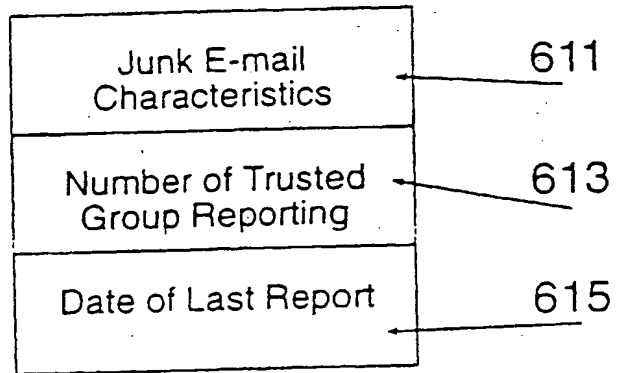 Junk E-mail
Characteristics
611
Number of Trusted
Group Reporting
613
Date of Last Report
615